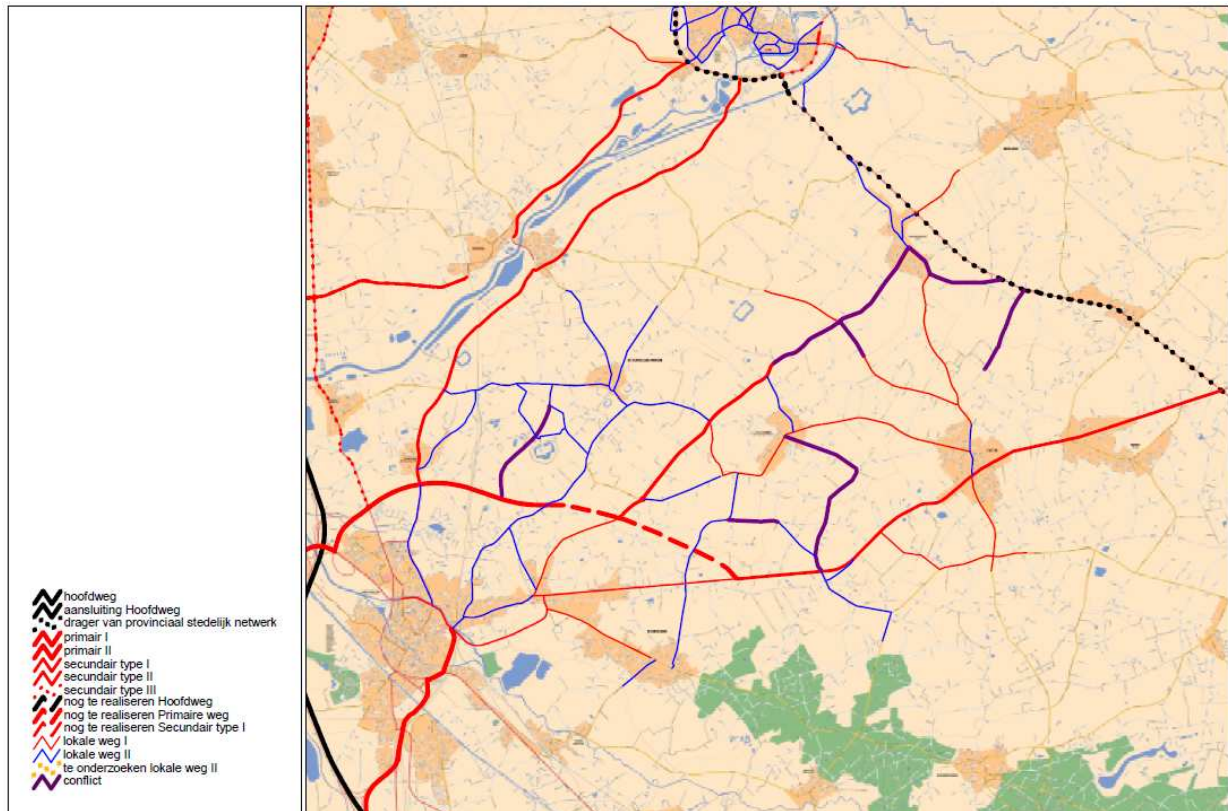 hoofdweg
aansluiting Hoofdweg
drager van provinciaal stedelijk netwerk
primair I
primair II
secundair type I
secundair type II
secundair type III
nog te realiseren Hoofdweg
nog te realiseren Primaire weg
nog te realiseren Secundair type I
lokale weg I
lokale weg II
te onderzoeken lokale weg II
conflict